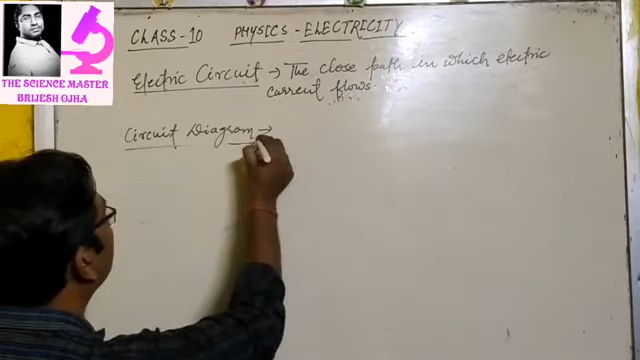 CLASS-10 PHYSICS - ELECTRICITY
Electric Circuit → The close path in which electric
current flows.
Circuit Diagram →
THE SCIENCE MASTER
BRIJESH OJHA